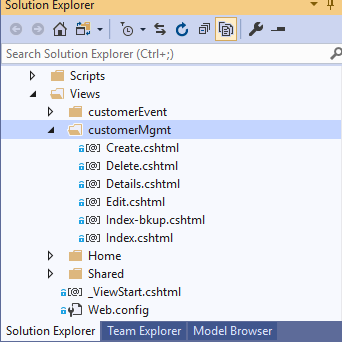 Solution Explorer
Search Solution Explorer (Ctrl+;)
Scripts
Views
customerEvent
customerMgmt
[@] Create.cshtml
[@] Delete.cshtml
[@] Details.cshtml
[@] Edit.cshtml
[@] Index-bkup.cshtml
[@] Index.cshtml
Home
Shared
[@] _ViewStart.cshtml
Web.config
Solution Explorer Team Explorer Model Browser